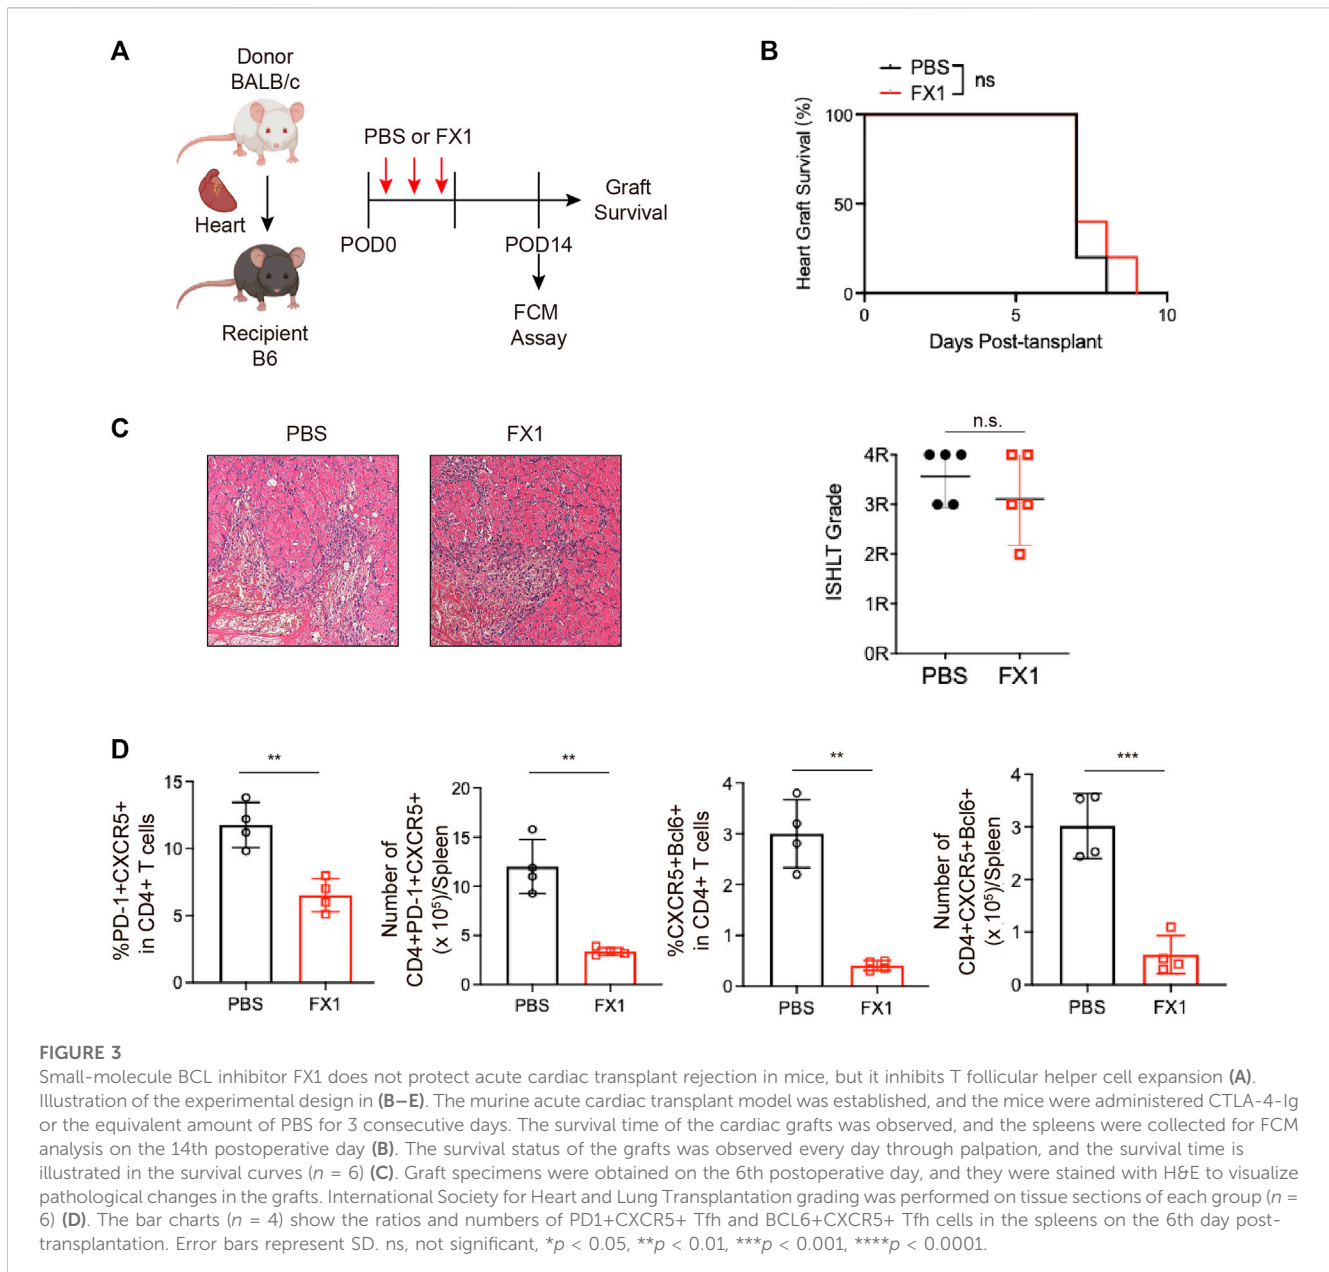 A
Donor
BALB/c
Heart
Recipient
B6
PBS or FX1
POD0
POD14
Graft
Survival
FCM
Assay
B
PBS
FX1
ns
Heart Graft Survival (%)
100
50
0
0
5
10
Days Post-tansplant
C
PBS
FX1
n.s.
ISHLT Grade
4R
3R
2R
1R
0R
PBS
FX1
D
**
%PD-1+CXCR5+
in CD4+ T cells
15
10
5
0
PBS
FX1
**
Number of
CD4+PD-1+CXCR5+
(x 10⁵)/Spleen
20
15
10
5
0
PBS
FX1
**
%CXCR5+Bcl6+
in CD4+ T cells
4
3
2
1
0
PBS
FX1
***
Number of
CD4+CXCR5+Bcl6+
(x 10⁵)/Spleen
4
3
2
1
0
PBS
FX1
FIGURE 3
Small-molecule BCL inhibitor FX1 does not protect acute cardiac transplant rejection in mice, but it inhibits T follicular helper cell expansion (A).
Illustration of the experimental design in (B–E). The murine acute cardiac transplant model was established, and the mice were administered CTLA-4-Ig
or the equivalent amount of PBS for 3 consecutive days. The survival time of the cardiac grafts was observed, and the spleens were collected for FCM
analysis on the 14th postoperative day (B). The survival status of the grafts was observed every day through palpation, and the survival time is
illustrated in the survival curves (n = 6) (C). Graft specimens were obtained on the 6th postoperative day, and they were stained with H&E to visualize
pathological changes in the grafts. International Society for Heart and Lung Transplantation grading was performed on tissue sections of each group (n =
6) (D). The bar charts (n = 4) show the ratios and numbers of PD1+CXCR5+ Tfh and BCL6+CXCR5+ Tfh cells in the spleens on the 6th day post-
transplantation. Error bars represent SD. ns, not significant, *p < 0.05, **p < 0.01, ***p < 0.001, ****p < 0.0001.